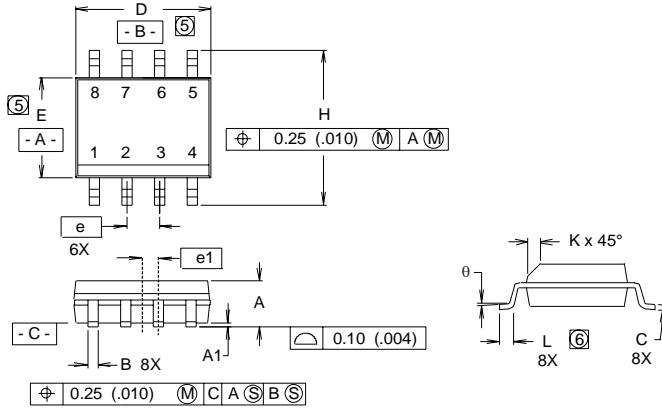 D
- B - ⑤
8 7 6 5
⑤ E
- A -
H
⌖ 0.25 (.010) Ⓜ A Ⓜ
1 2 3 4
e
6X
e1
K x 45°
θ
A
- C -
A1
⌓ 0.10 (.004)
B 8X
L ⑥
8X
C
8X
⌖ 0.25 (.010) Ⓜ C A Ⓢ B Ⓢ